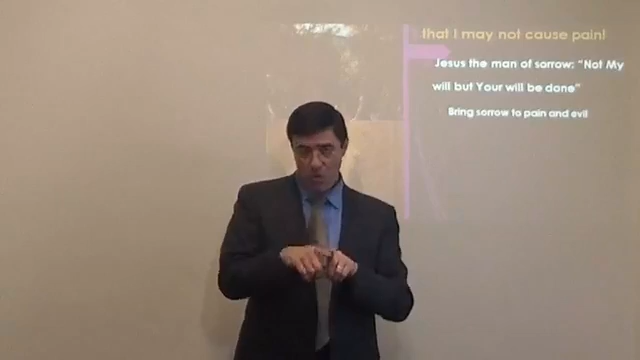 that I may not cause pain!
Jesus the man of sorrow: "Not My
will but Your will be done"
Bring sorrow to pain and evil